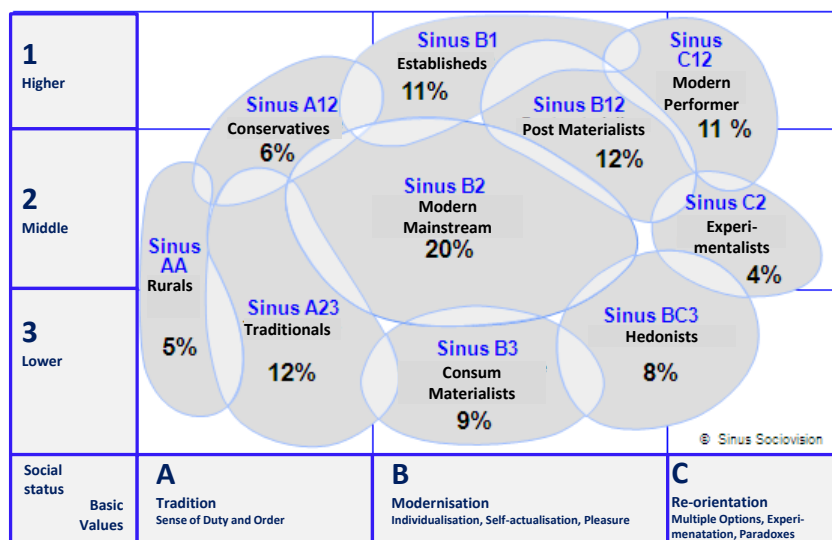 1
Higher
2
Middle
3
Lower
Sinus B1
Establisheds
11%
Sinus
C12
Modern
Performer
11 %
Sinus A12
Conservatives
6%
Sinus B12
Post Materialists
12%
Sinus B2
Modern
Mainstream
20%
Sinus C2
Experi-
mentalists
4%
Sinus
AA
Rurals
5%
Sinus A23
Traditionals
12%
Sinus B3
Consum
Materialists
9%
Sinus BC3
Hedonists
8%
© Sinus Sociovision
Social
status
Basic
Values
A
Tradition
Sense of Duty and Order
B
Modernisation
Individualisation, Self-actualisation, Pleasure
C
Re-orientation
Multiple Options, Experi-
menatation, Paradoxes